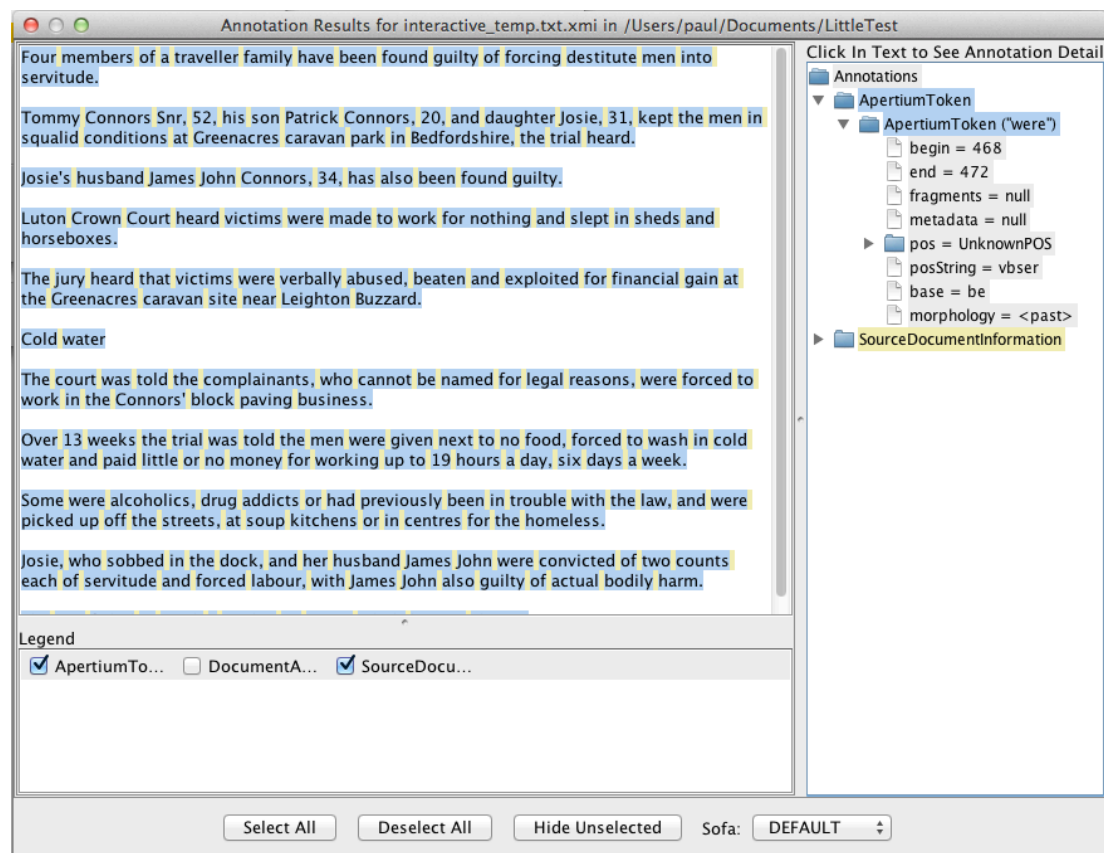 Annotation Results for interactive_temp.txt.xmi in /Users/paul/Documents/LittleTest
Four members of a traveller family have been found guilty of forcing destitute men into
servitude.
Tommy Connors Snr, 52, his son Patrick Connors, 20, and daughter Josie, 31, kept the men in
squalid conditions at Greenacres caravan park in Bedfordshire, the trial heard.
Josie's husband James John Connors, 34, has also been found guilty.
Luton Crown Court heard victims were made to work for nothing and slept in sheds and
horseboxes.
The jury heard that victims were verbally abused, beaten and exploited for financial gain at
the Greenacres caravan site near Leighton Buzzard.
Cold water
The court was told the complainants, who cannot be named for legal reasons, were forced to
work in the Connors' block paving business.
Over 13 weeks the trial was told the men were given next to no food, forced to wash in cold
water and paid little or no money for working up to 19 hours a day, six days a week.
Some were alcoholics, drug addicts or had previously been in trouble with the law, and were
picked up off the streets, at soup kitchens or in centres for the homeless.
Josie, who sobbed in the dock, and her husband James John were convicted of two counts
each of servitude and forced labour, with James John also guilty of actual bodily harm.
Legend
ApertiumTo... DocumentA... SourceDocu...
Click In Text to See Annotation Detail
Annotations
ApertiumToken
ApertiumToken ("were")
begin = 468
end = 472
fragments = null
metadata = null
pos = UnknownPOS
posString = vbser
base = be
morphology = <past>
SourceDocumentInformation
Select All Deselect All Hide Unselected Sofa: DEFAULT